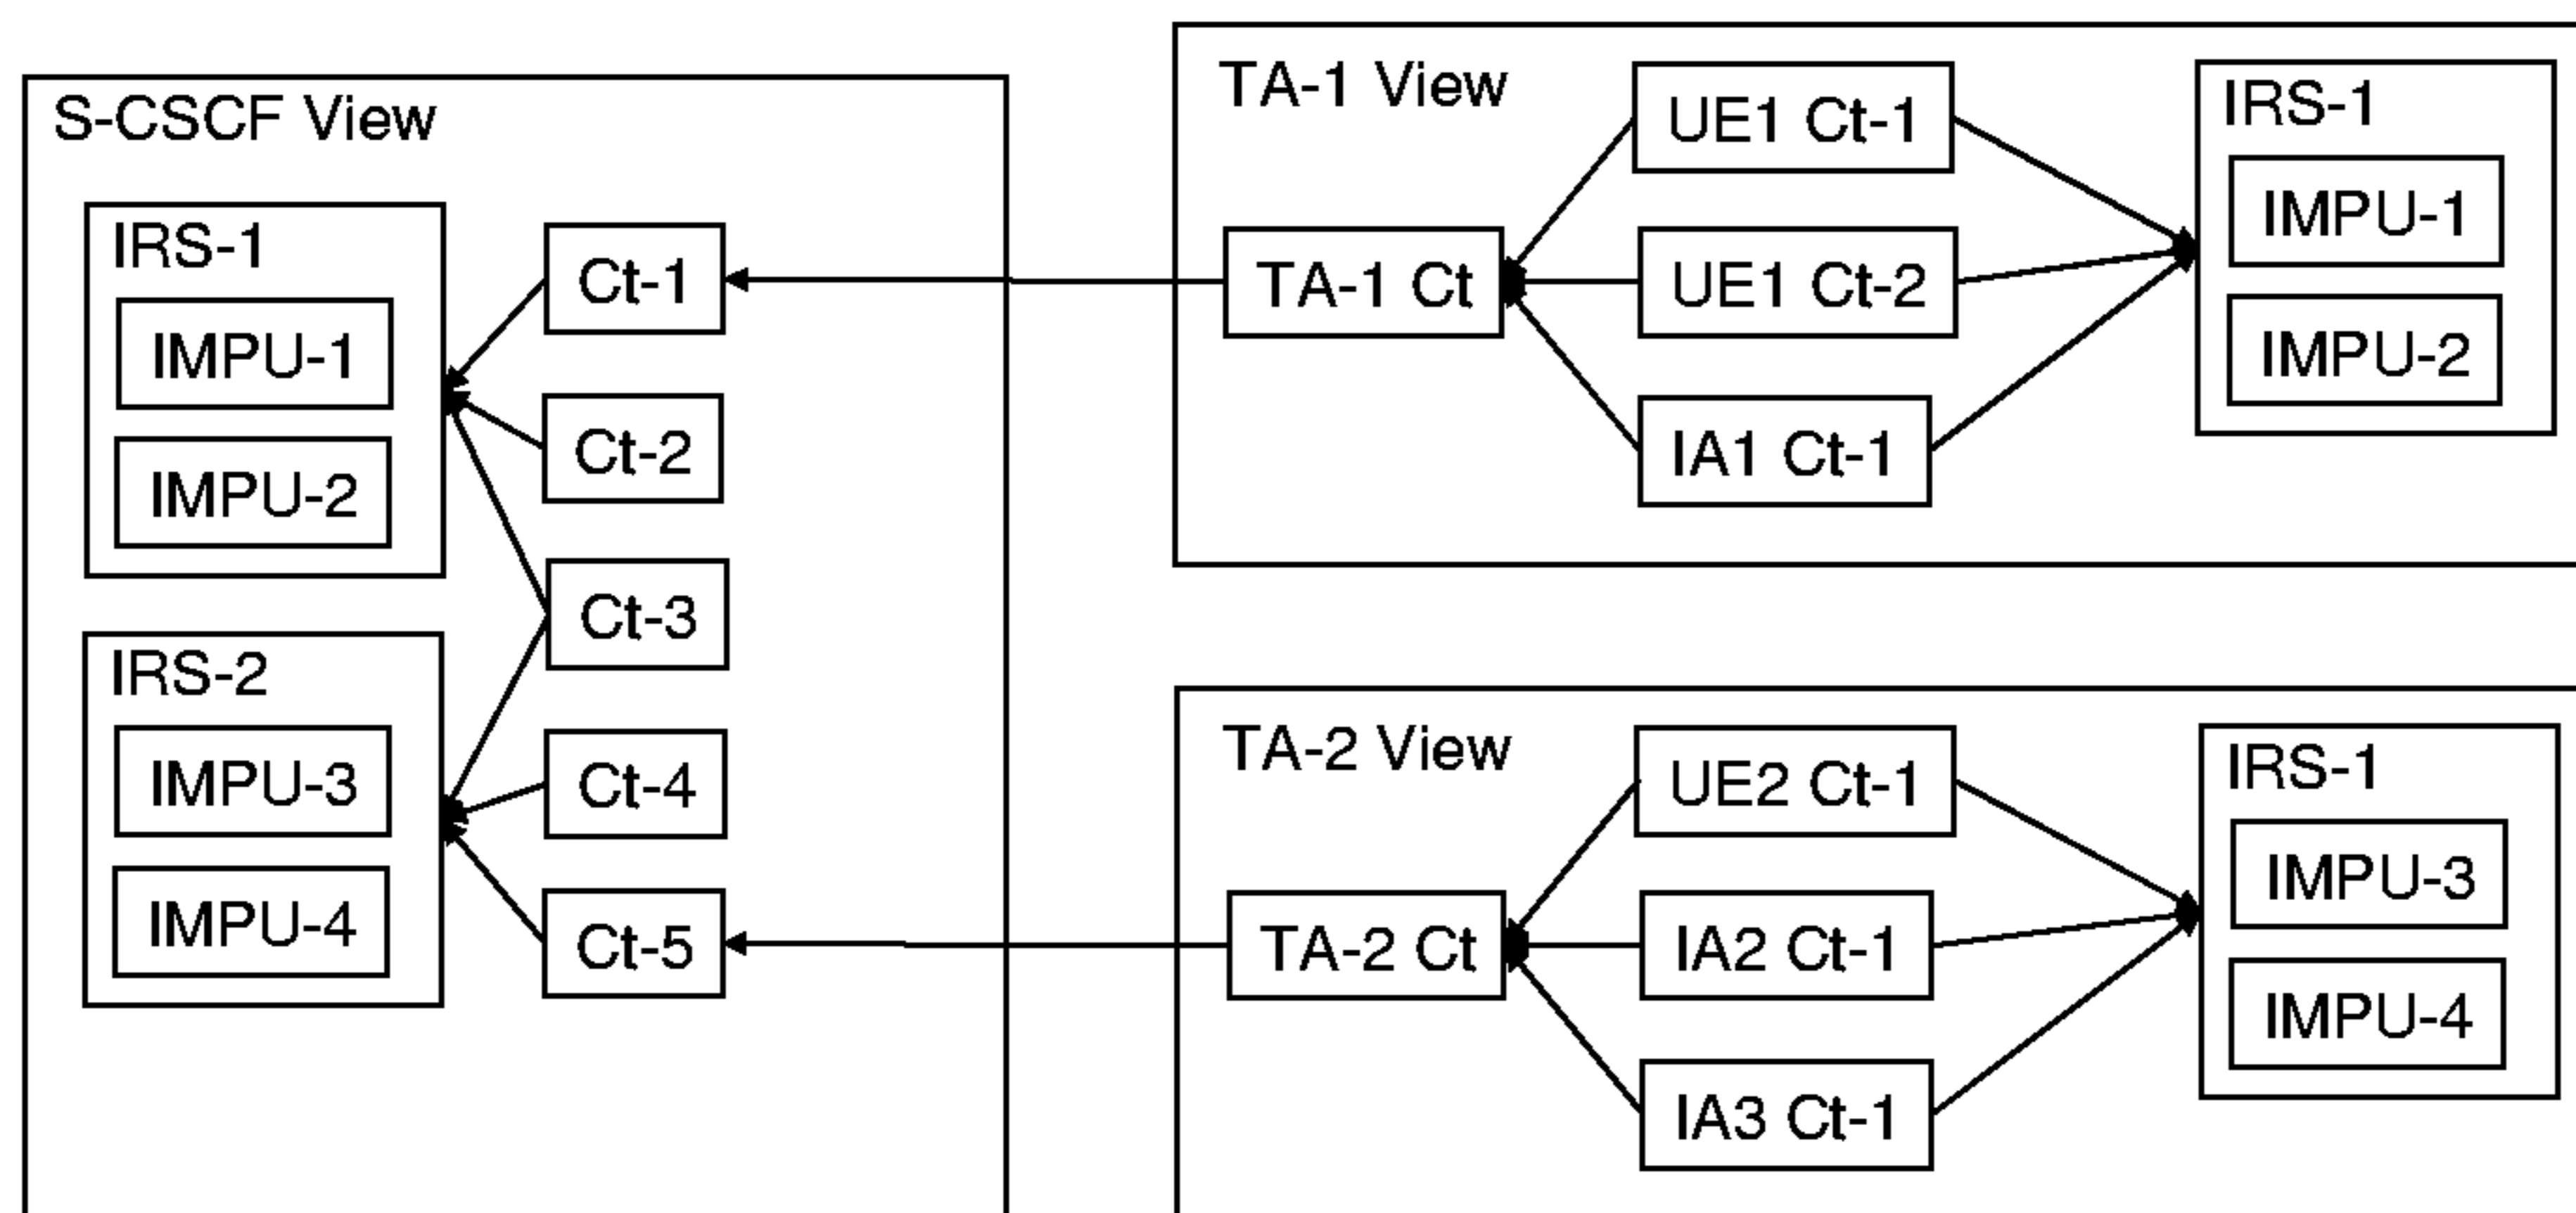 S-CSCF View
IRS-1
IMPU-1
IMPU-2
IRS-2
IMPU-3
IMPU-4
Ct-1
Ct-2
Ct-3
Ct-4
Ct-5
TA-1 View
TA-1 Ct
UE1 Ct-1
UE1 Ct-2
IA1 Ct-1
IRS-1
IMPU-1
IMPU-2
TA-2 View
TA-2 Ct
UE2 Ct-1
IA2 Ct-1
IA3 Ct-1
IRS-1
IMPU-3
IMPU-4